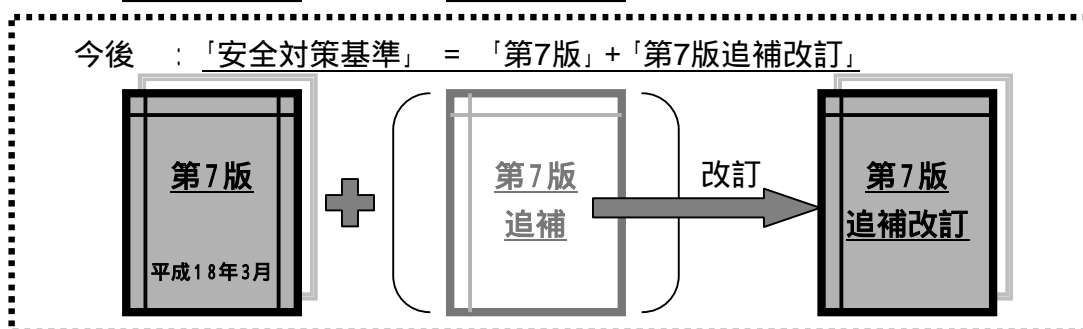 今後 : 「安全対策基準」 = 「第7版」+「第7版追補改訂」
第7版
平成18年3月
第7版
追補
改訂
第7版
追補改訂